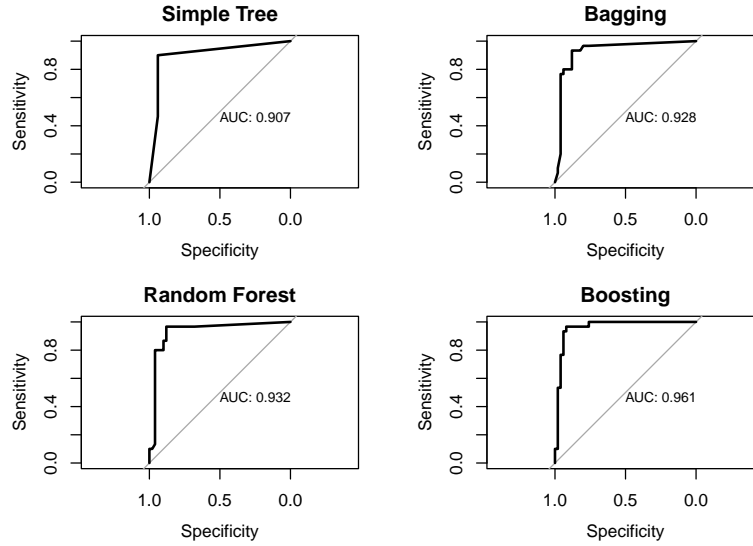 Simple Tree
Sensitivity
0.8
0.4
0.0
AUC: 0.907
1.0 0.5 0.0
Specificity
Bagging
Sensitivity
0.8
0.4
0.0
AUC: 0.928
1.0 0.5 0.0
Specificity
Random Forest
Sensitivity
0.8
0.4
0.0
AUC: 0.932
1.0 0.5 0.0
Specificity
Boosting
Sensitivity
0.8
0.4
0.0
AUC: 0.961
1.0 0.5 0.0
Specificity